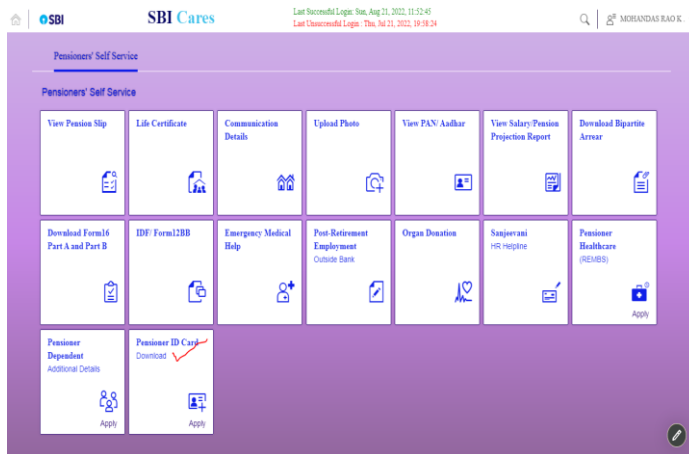 SBI
SBI Cares
Last Successful Login: Sun, Aug 21, 2022, 11:52:45
Last Unsuccessful Login : Thu, Jul 21, 2022, 19:58:24
MOHANDAS RAO K .
Pensioners' Self Service
Pensioners' Self Service
View Pension Slip
Life Certificate
Communication
Details
Upload Photo
View PAN/ Aadhar
View Salary/Pension
Projection Report
Download Bipartite
Arrear
Download Form16
Part A and Part B
IDF/ Form12BB
Emergency Medical
Help
Post-Retirement
Employment
Outside Bank
Organ Donation
Sanjeevani
HR Helpline
Pensioner
Healthcare
(REMBS)
Apply
Pensioner
Dependent
Additional Details
Apply
Pensioner ID Card
Download
Apply